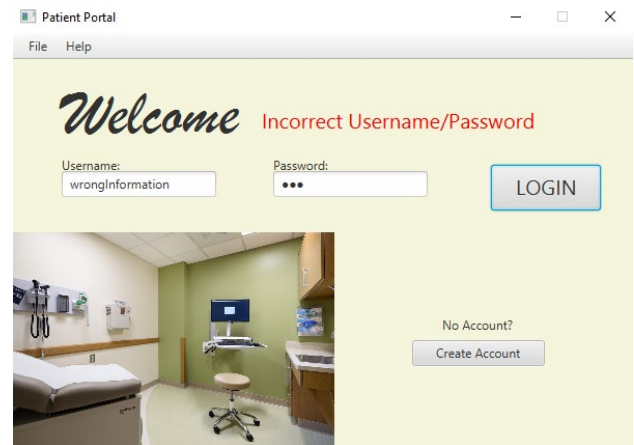 Patient Portal
File Help
Welcome Incorrect Username/Password
Username: Password:
wrongInformation ●●● LOGIN
No Account?
Create Account